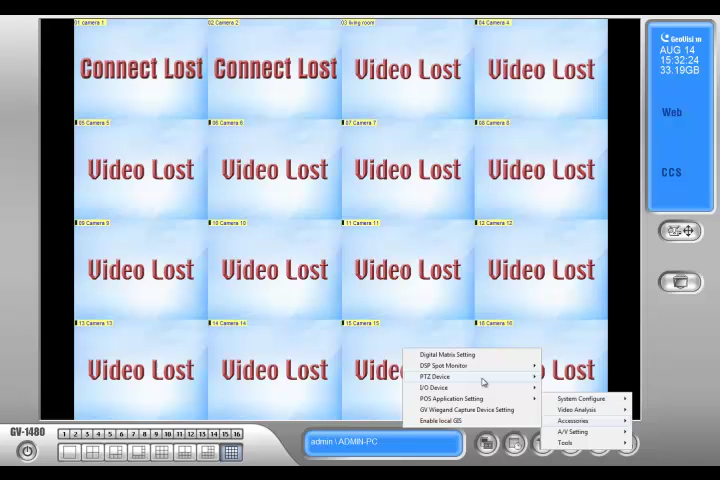 01 camera 1
02 Camera 2
03 living room
04 Camera 4
Connect Lost
Connect Lost
Video Lost
Video Lost
05 Camera 5
06 Camera 6
07 Camera 7
08 Camera 8
Video Lost
Video Lost
Video Lost
Video Lost
09 Camera 9
10 Camera 10
11 Camera 11
12 Camera 12
Video Lost
Video Lost
Video Lost
Video Lost
13 Camera 13
14 Camera 14
15 Camera 15
16 Camera 16
Video Lost
Video Lost
Lost
GeoVision
AUG 14
15:32:24
33.19GB
Web
CCS
Digital Matrix Setting
DSP Spot Monitor
PTZ Device
I/O Device
POS Application Setting
GV Wiegand Capture Device Setting
Enable local GIS
System Configure
Video Analysis
Accessories
A/V Setting
Tools
GV-1480
1 2 3 4 5 6 7 8 9 10 11 12 13 14 15 16
admin \ ADMIN-PC